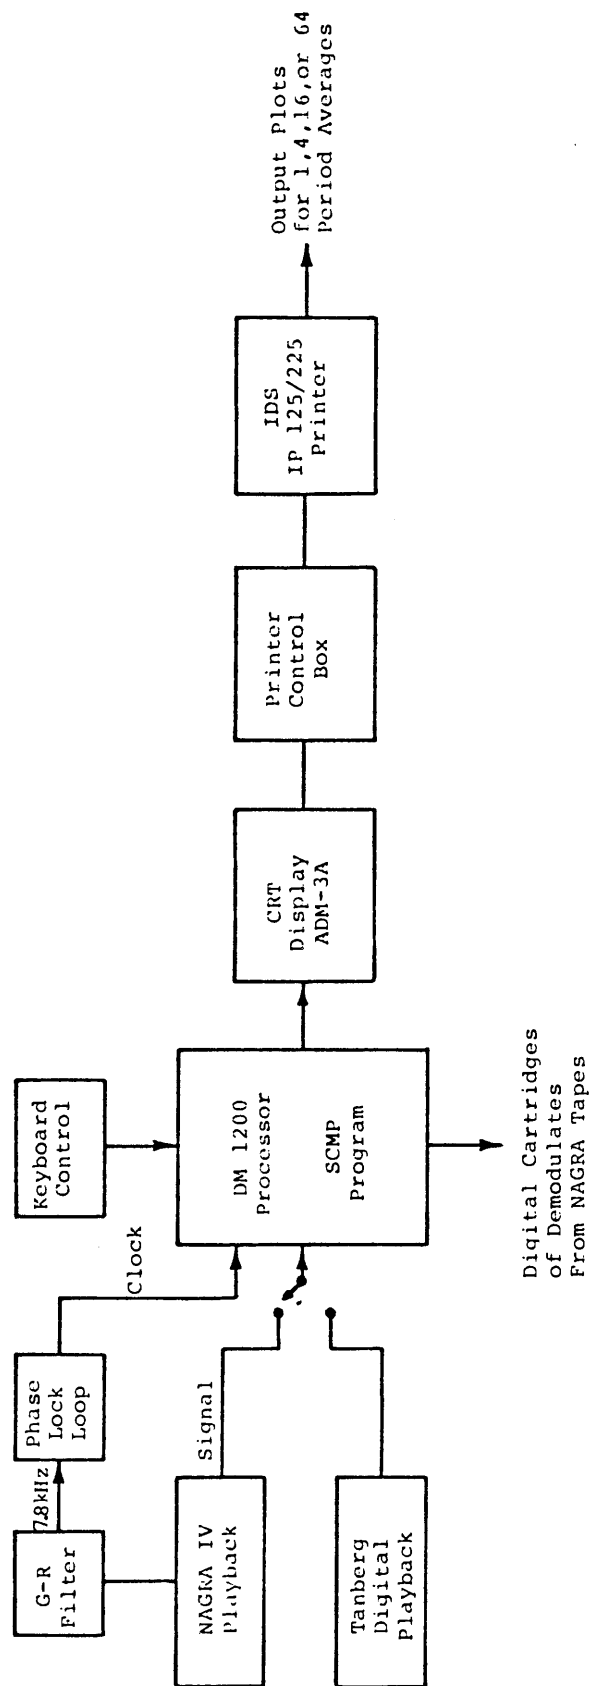 G-R
Filter
7.8kHz
Phase
Lock
Loop
Clock
Keyboard
Control
NAGRA IV
Playback
Signal
Tanberg
Digital
Playback
DM 1200
Processor
SCMP
Program
Digital Cartridges
of Demodulates
From NAGRA Tapes
CRT
Display
ADM-3A
Printer
Control
Box
IDS
IP 125/225
Printer
Output Plots
for 1,4,16,or 64
Period Averages